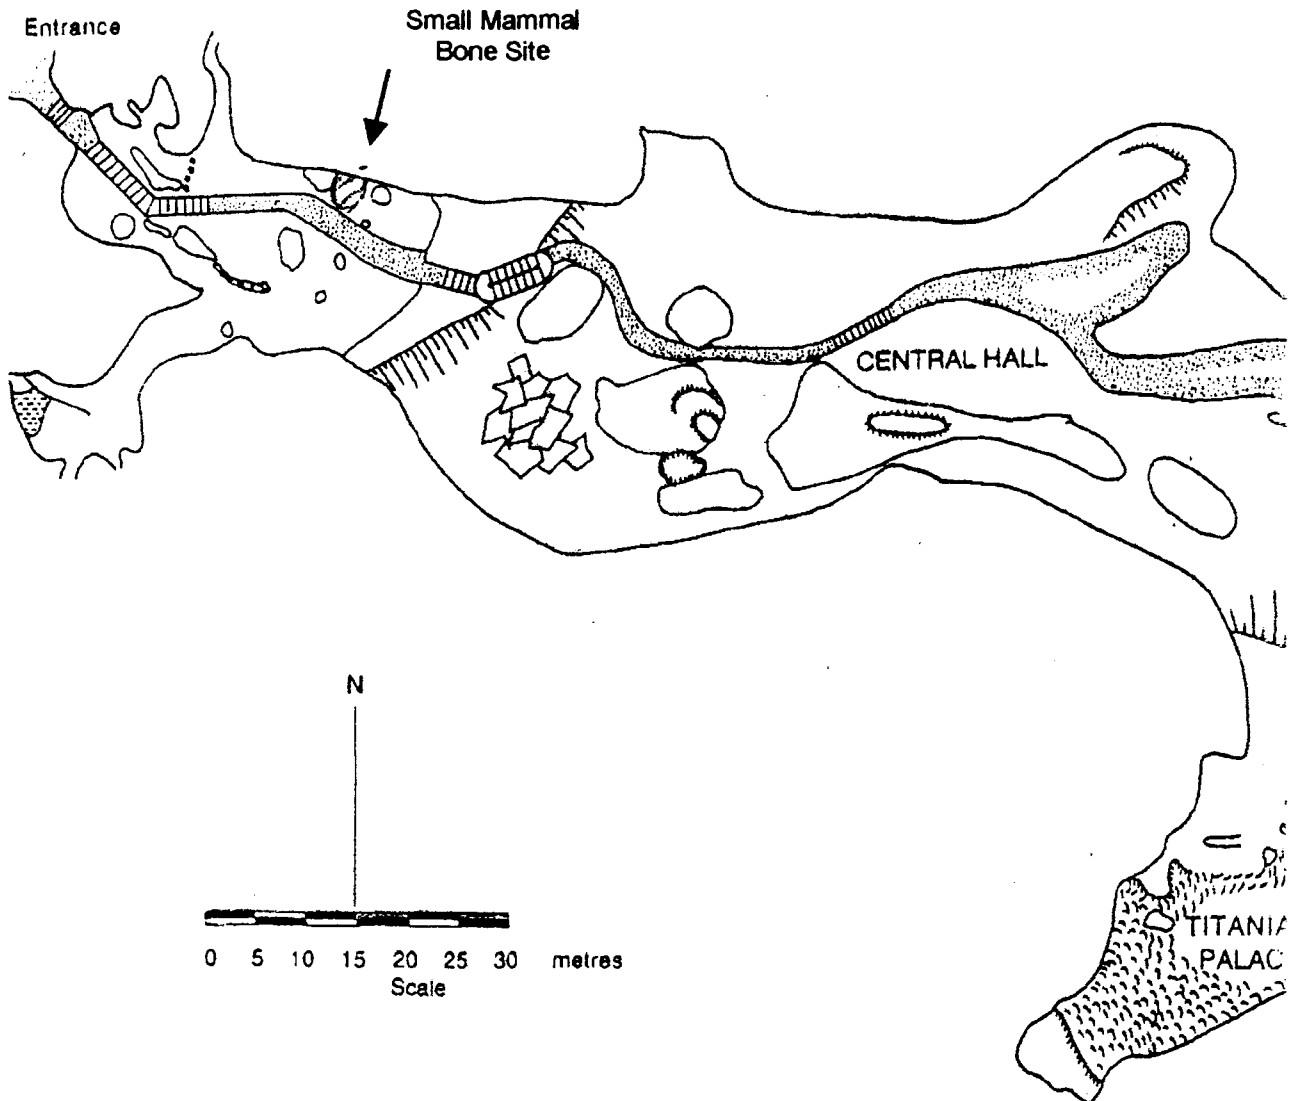 Entrance
Small Mammal
Bone Site
CENTRAL HALL
N
0 5 10 15 20 25 30 metres
Scale
TITANIA
PALAC